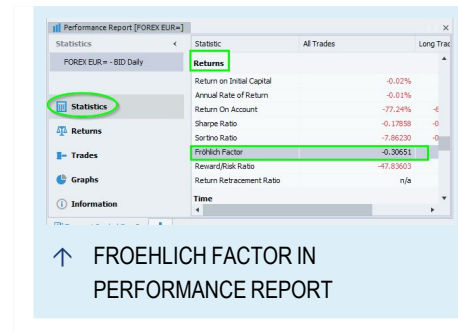 Performance Report [FOREX EUR=]
Statistics
FOREX EUR = - BID Daily
Statistics
Returns
Trades
Graphs
Information
Statistic All Trades Long Trad
Returns
Return on Initial Capital -0.02%
Annual Rate of Return -0.01%
Return On Account -77.24%
Sharpe Ratio -0.17858 -0
Sortino Ratio -7.86230 -0
Fröhlich Factor -0.30651
Reward/Risk Ratio -47.83603
Return Retracement Ratio n/a
Time
↑ FROEHLICH FACTOR IN
PERFORMANCE REPORT